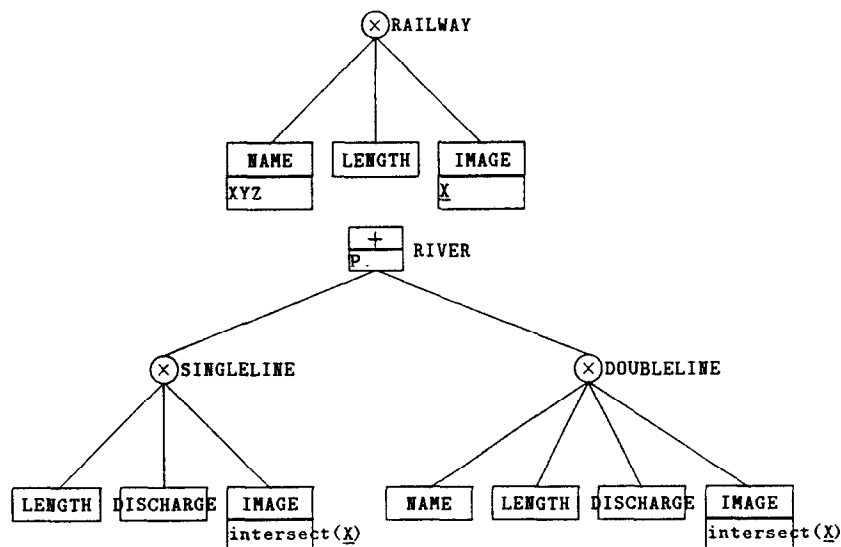 RAILWAY
NAME LENGTH IMAGE
XYZ X
+ RIVER
P.
SINGLELINE DOUBLELINE
LENGTH DISCHARGE IMAGE NAME LENGTH DISCHARGE IMAGE
intersect(X) intersect(X)